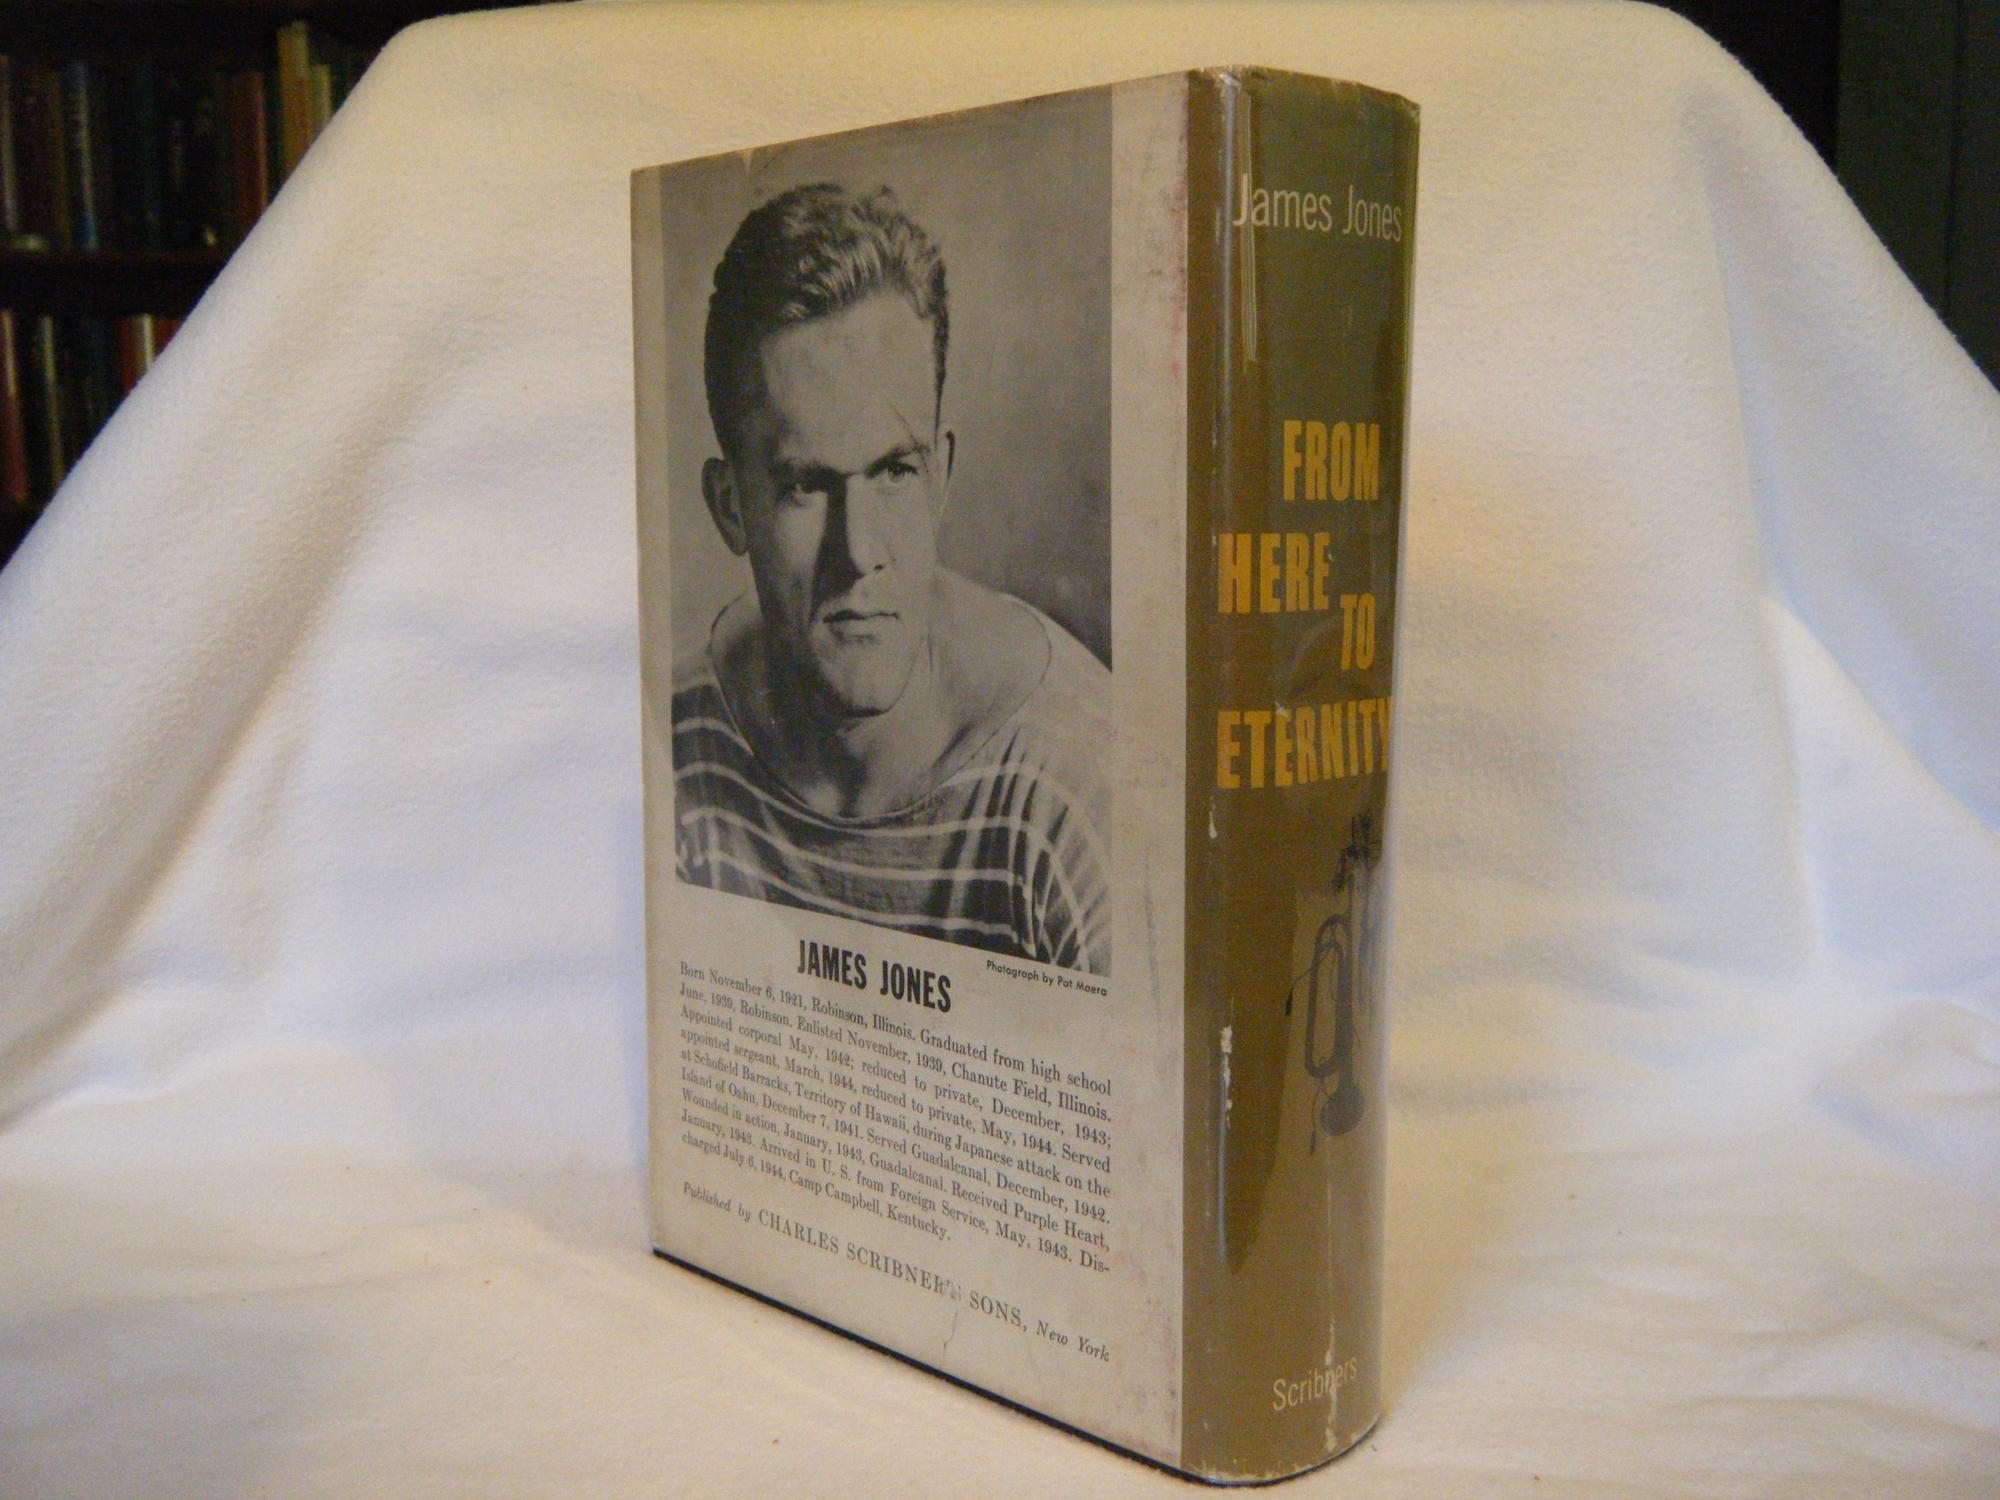 JAMES JONES
Photograph by Pat Maera
Born November 6, 1921, Robinson, Illinois. Graduated from high school
June, 1939, Robinson. Enlisted November, 1939, Chanute Field, Illinois.
Appointed corporal May, 1942; reduced to private, December, 1943;
appointed sergeant, March, 1944, reduced to private, May, 1944. Served
at Schofield Barracks, Territory of Hawaii, during Japanese attack on the
Island of Oahu, December 7, 1941. Served Guadalcanal, December, 1942.
Wounded in action, January, 1943, Guadalcanal. Received Purple Heart,
January, 1943. Arrived in U. S. from Foreign Service, May, 1943. Dis-
charged July 6, 1944, Camp Campbell, Kentucky.
Published by CHARLES SCRIBNER'S SONS, New York
James Jones
FROM
HERE
TO
ETERNITY
Scribners